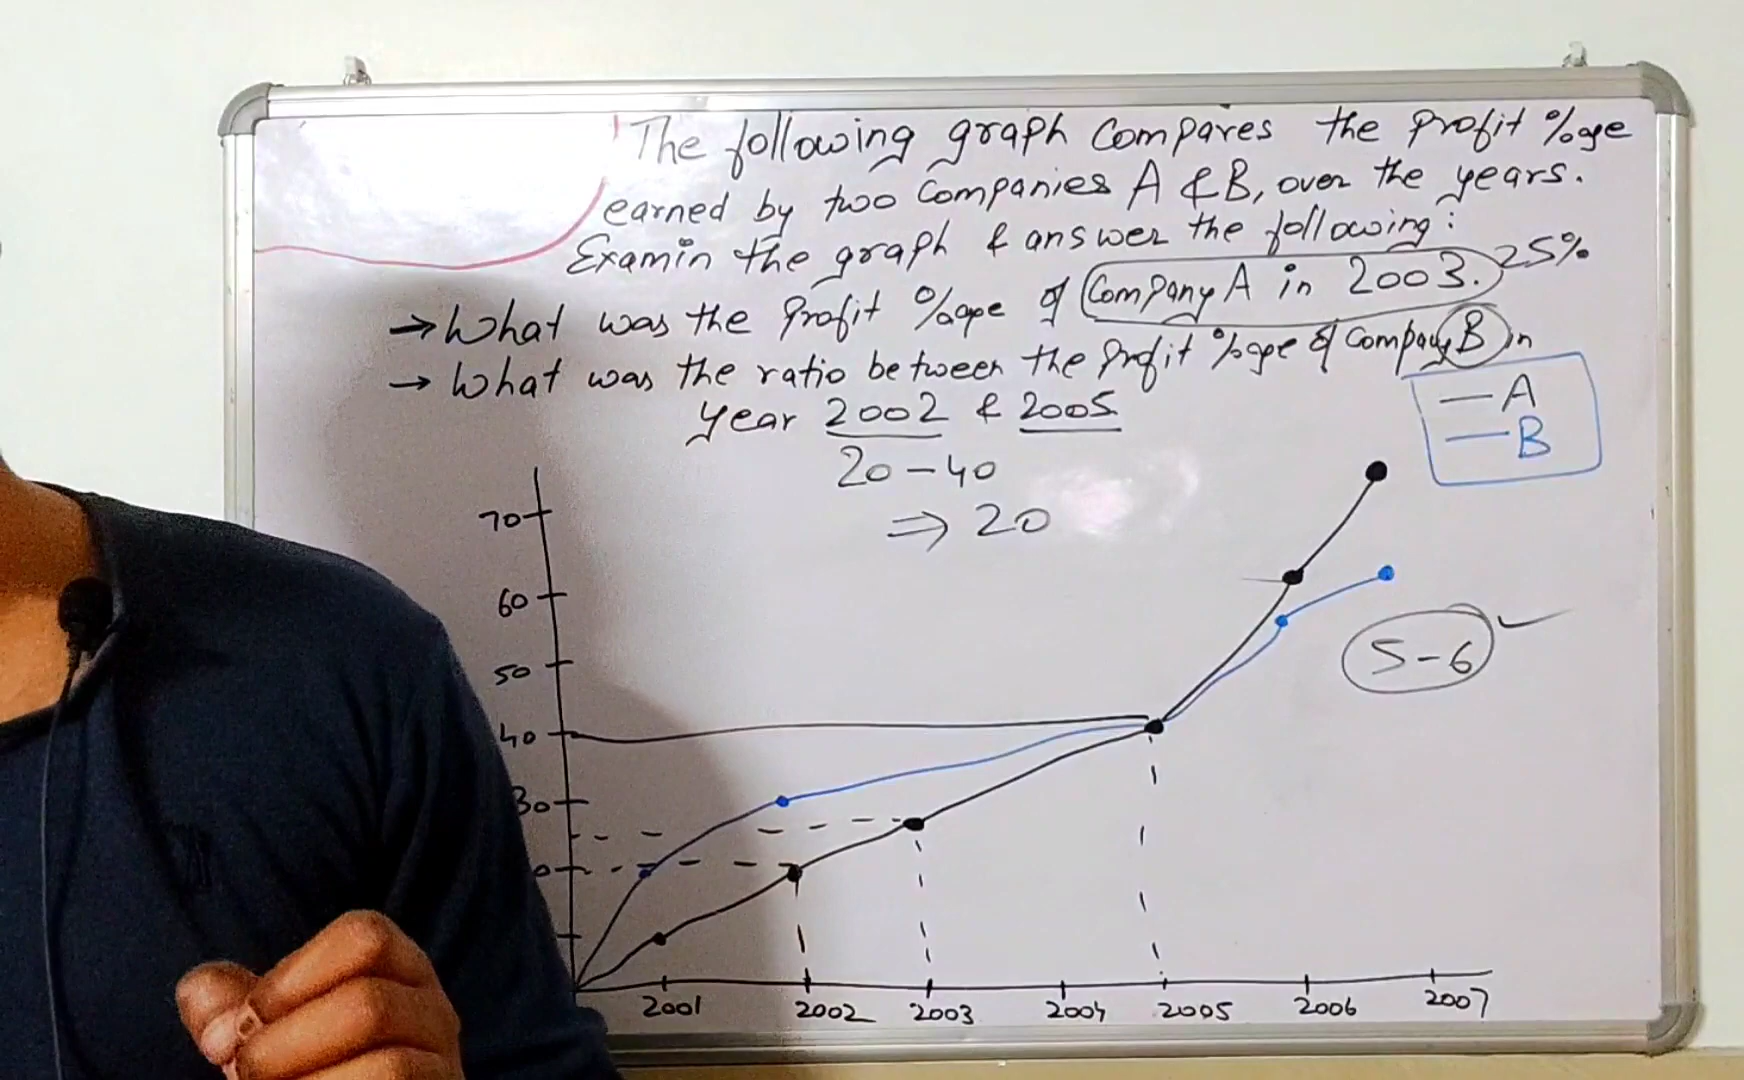 The following graph compares the profit %age
earned by two companies A & B, over the years.
Examin the graph & answer the following:
→ What was the Profit %age of Company A in 2003. 25%
→ What was the ratio between the Profit %age of Company B in
year 2002 & 2005
20 - 40
⇒ 20
— A
— B
5-6
70
60
50
40
30
0
2001 2002 2003 2004 2005 2006 2007